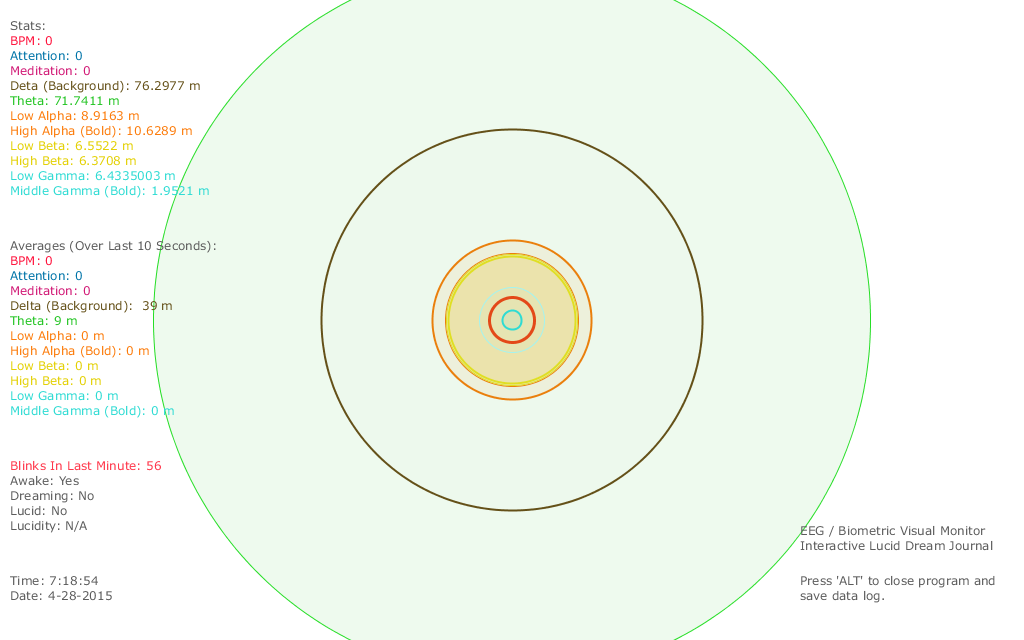 Stats:
BPM: 0
Attention: 0
Meditation: 0
Deta (Background): 76.2977 m
Theta: 71.7411 m
Low Alpha: 8.9163 m
High Alpha (Bold): 10.6289 m
Low Beta: 6.5522 m
High Beta: 6.3708 m
Low Gamma: 6.4335003 m
Middle Gamma (Bold): 1.9521 m
Averages (Over Last 10 Seconds):
BPM: 0
Attention: 0
Meditation: 0
Delta (Background):  39 m
Theta: 9 m
Low Alpha: 0 m
High Alpha (Bold): 0 m
Low Beta: 0 m
High Beta: 0 m
Low Gamma: 0 m
Middle Gamma (Bold): 0 m
Blinks In Last Minute: 56
Awake: Yes
Dreaming: No
Lucid: No
Lucidity: N/A
Time: 7:18:54
Date: 4-28-2015
EEG / Biometric Visual Monitor
Interactive Lucid Dream Journal
Press 'ALT' to close program and
save data log.